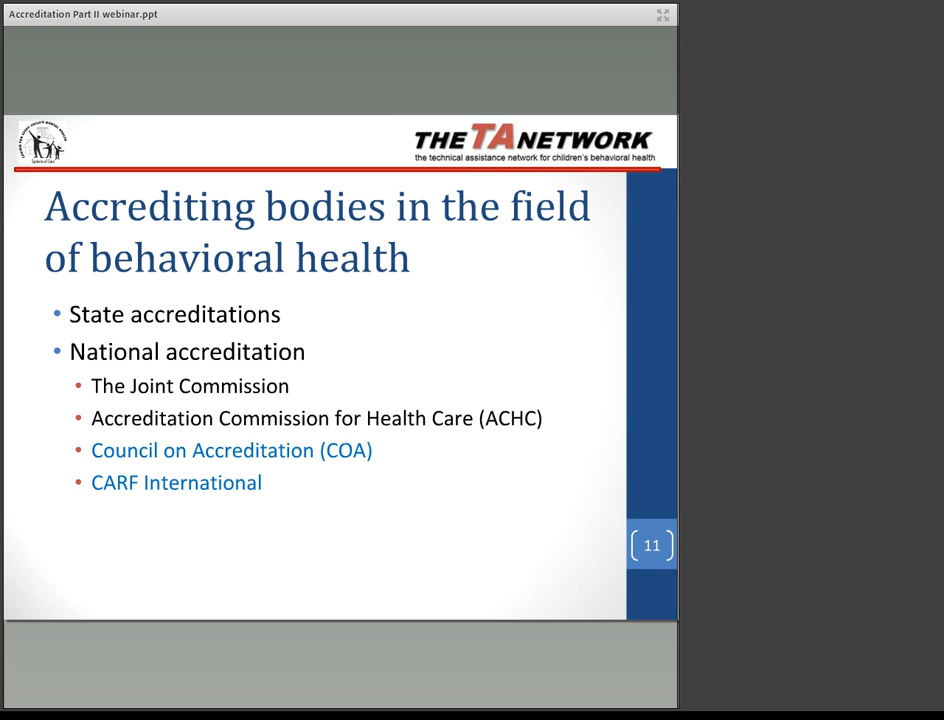 Accreditation Part II webinar.ppt
THE TA NETWORK
the technical assistance network for children's behavioral health
Accrediting bodies in the field
of behavioral health
• State accreditations
• National accreditation
• The Joint Commission
• Accreditation Commission for Health Care (ACHC)
• Council on Accreditation (COA)
• CARF International
11